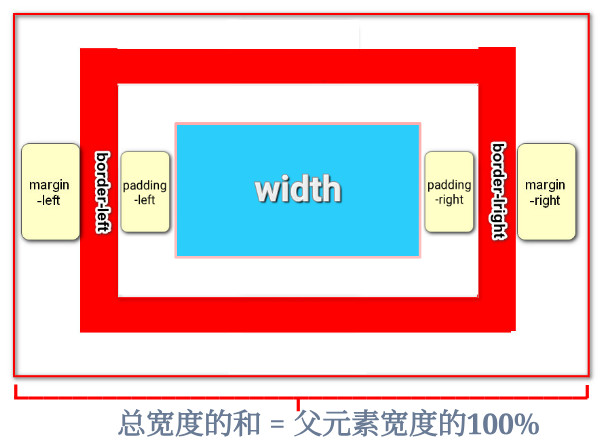 margin
-left
border-left
padding
-left
width
padding
-right
border-lright
margin
-right
总宽度的和 = 父元素宽度的100%